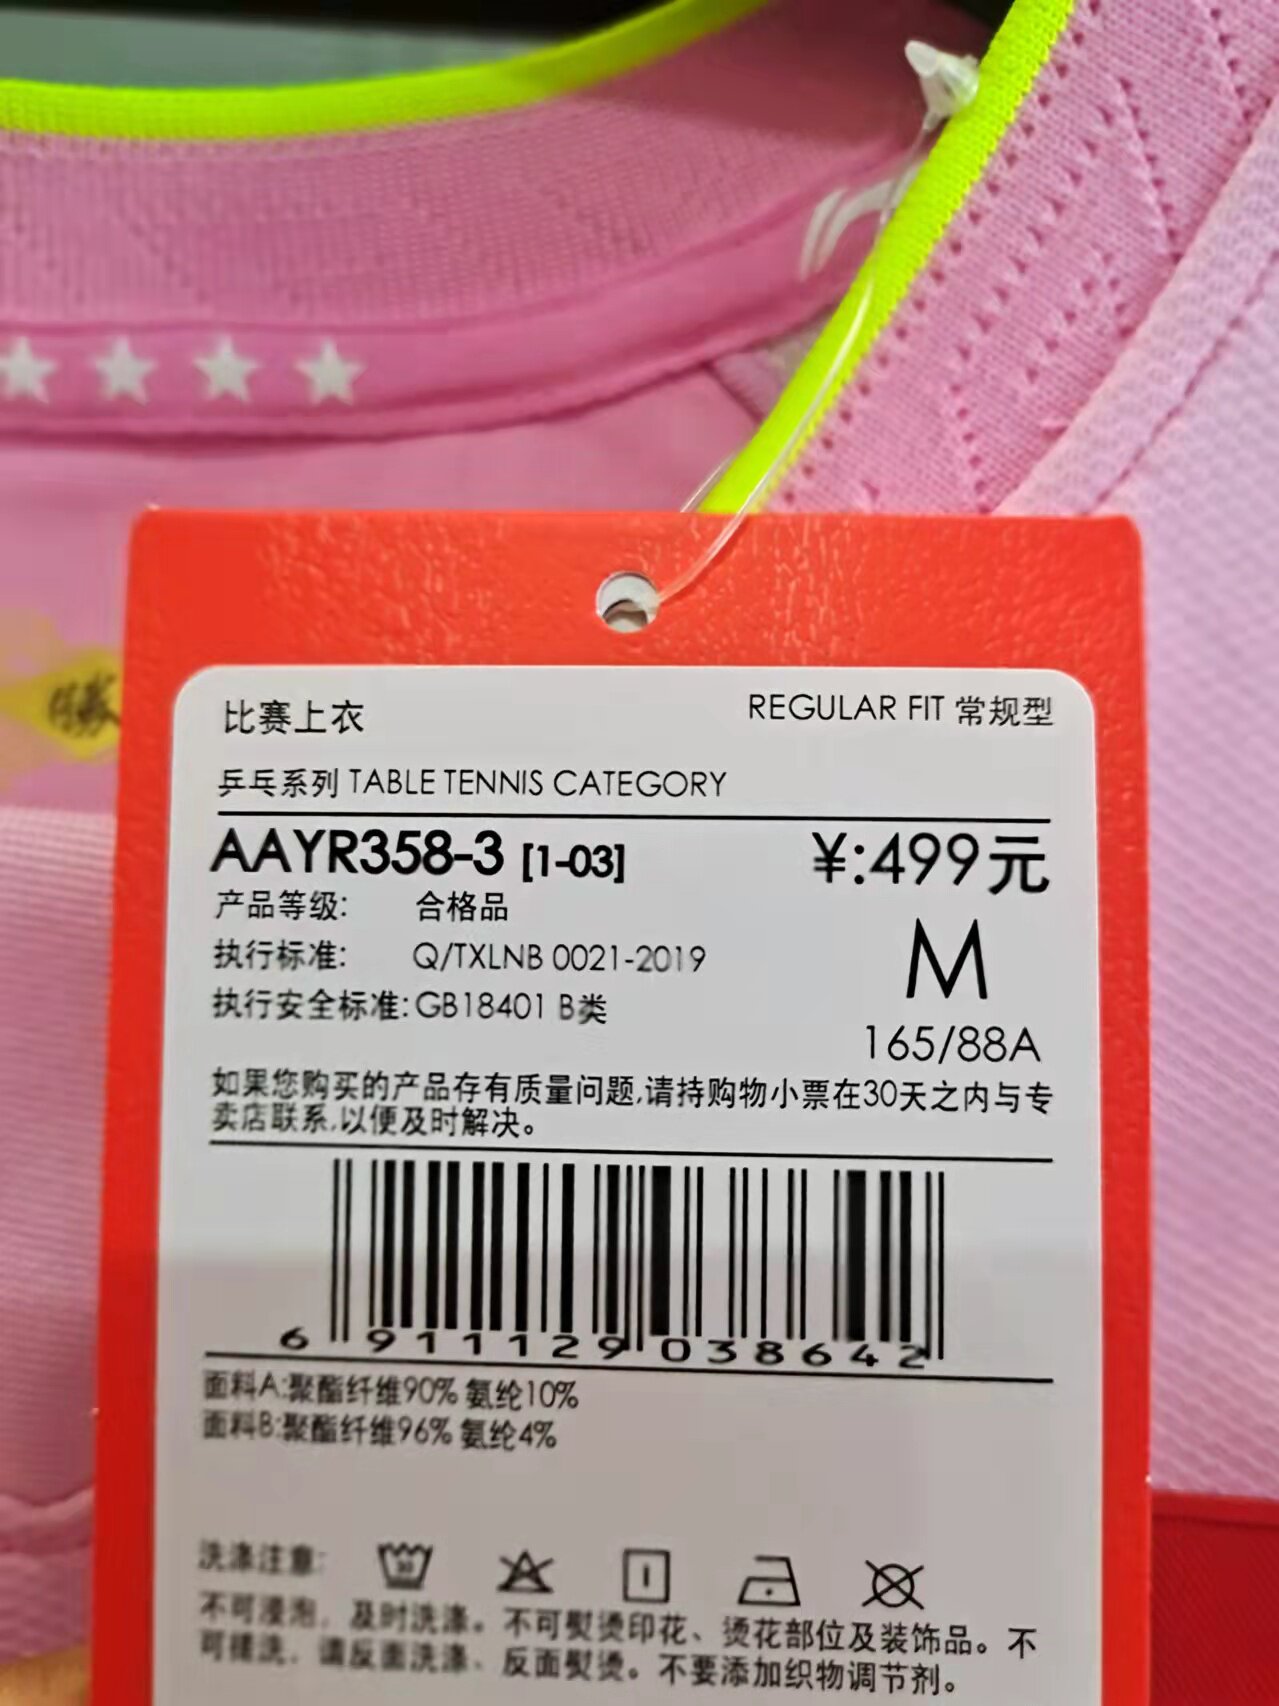 比赛上衣
REGULAR FIT 常规型
乒乓系列 TABLE TENNIS CATEGORY
AAYR358-3 [1-03]
¥:499元
产品等级: 合格品
执行标准: Q/TXLNB 0021-2019
M
执行安全标准:GB18401 B类
165/88A
如果您购买的产品存有质量问题,请持购物小票在30天之内与专
卖店联系,以便及时解决。
6 911129 038642
面料A:聚酯纤维90% 氨纶10%
面料B:聚酯纤维96% 氨纶4%
洗涤注意:
不可浸泡，及时洗涤。不可熨烫印花、烫花部位及装饰品。不
可揉洗，请反面洗涤、反面熨烫。不要添加织物调节剂。